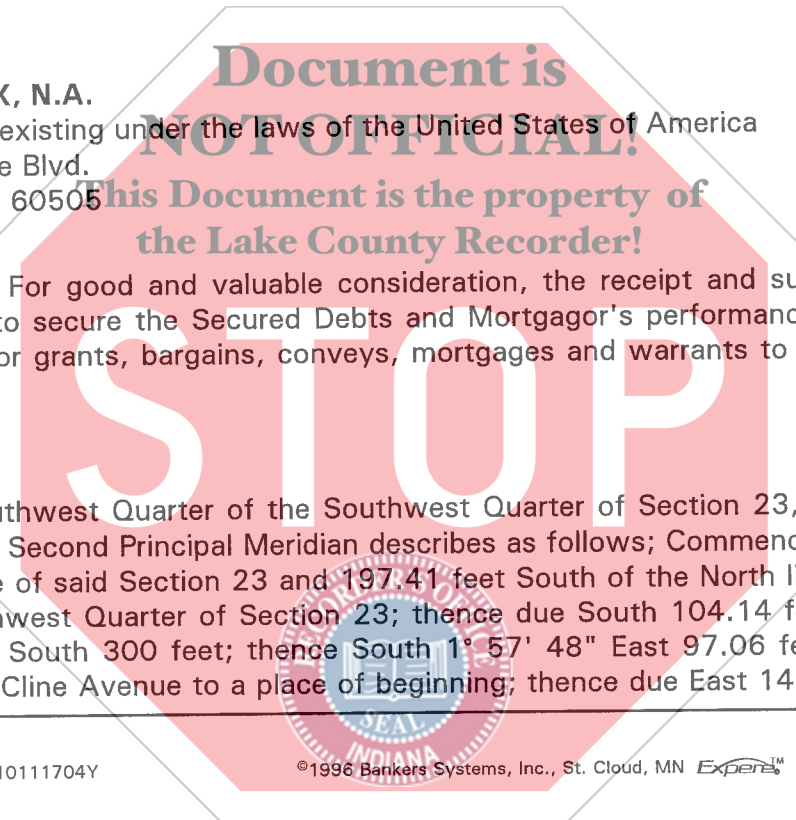 Document is
K, N.A.
existing under the laws of the United States of America
NOT OFFICIAL!
e Blvd.
60505
This Document is the property of
the Lake County Recorder!
For good and valuable consideration, the receipt and su
to secure the Secured Debts and Mortgagor's performanc
or grants, bargains, conveys, mortgages and warrants to
STOP
uthwest Quarter of the Southwest Quarter of Section 23,
Second Principal Meridian describes as follows; Commenc
e of said Section 23 and 197.41 feet South of the North l
hwest Quarter of Section 23; thence due South 104.14 f
South 300 feet; thence South 1° 57' 48" East 97.06 fe
Cline Avenue to a place of beginning; thence due East 14
RECORDER'S OFFICE
SEAL
INDIANA
10111704Y
©1996 Bankers Systems, Inc., St. Cloud, MN Expere™